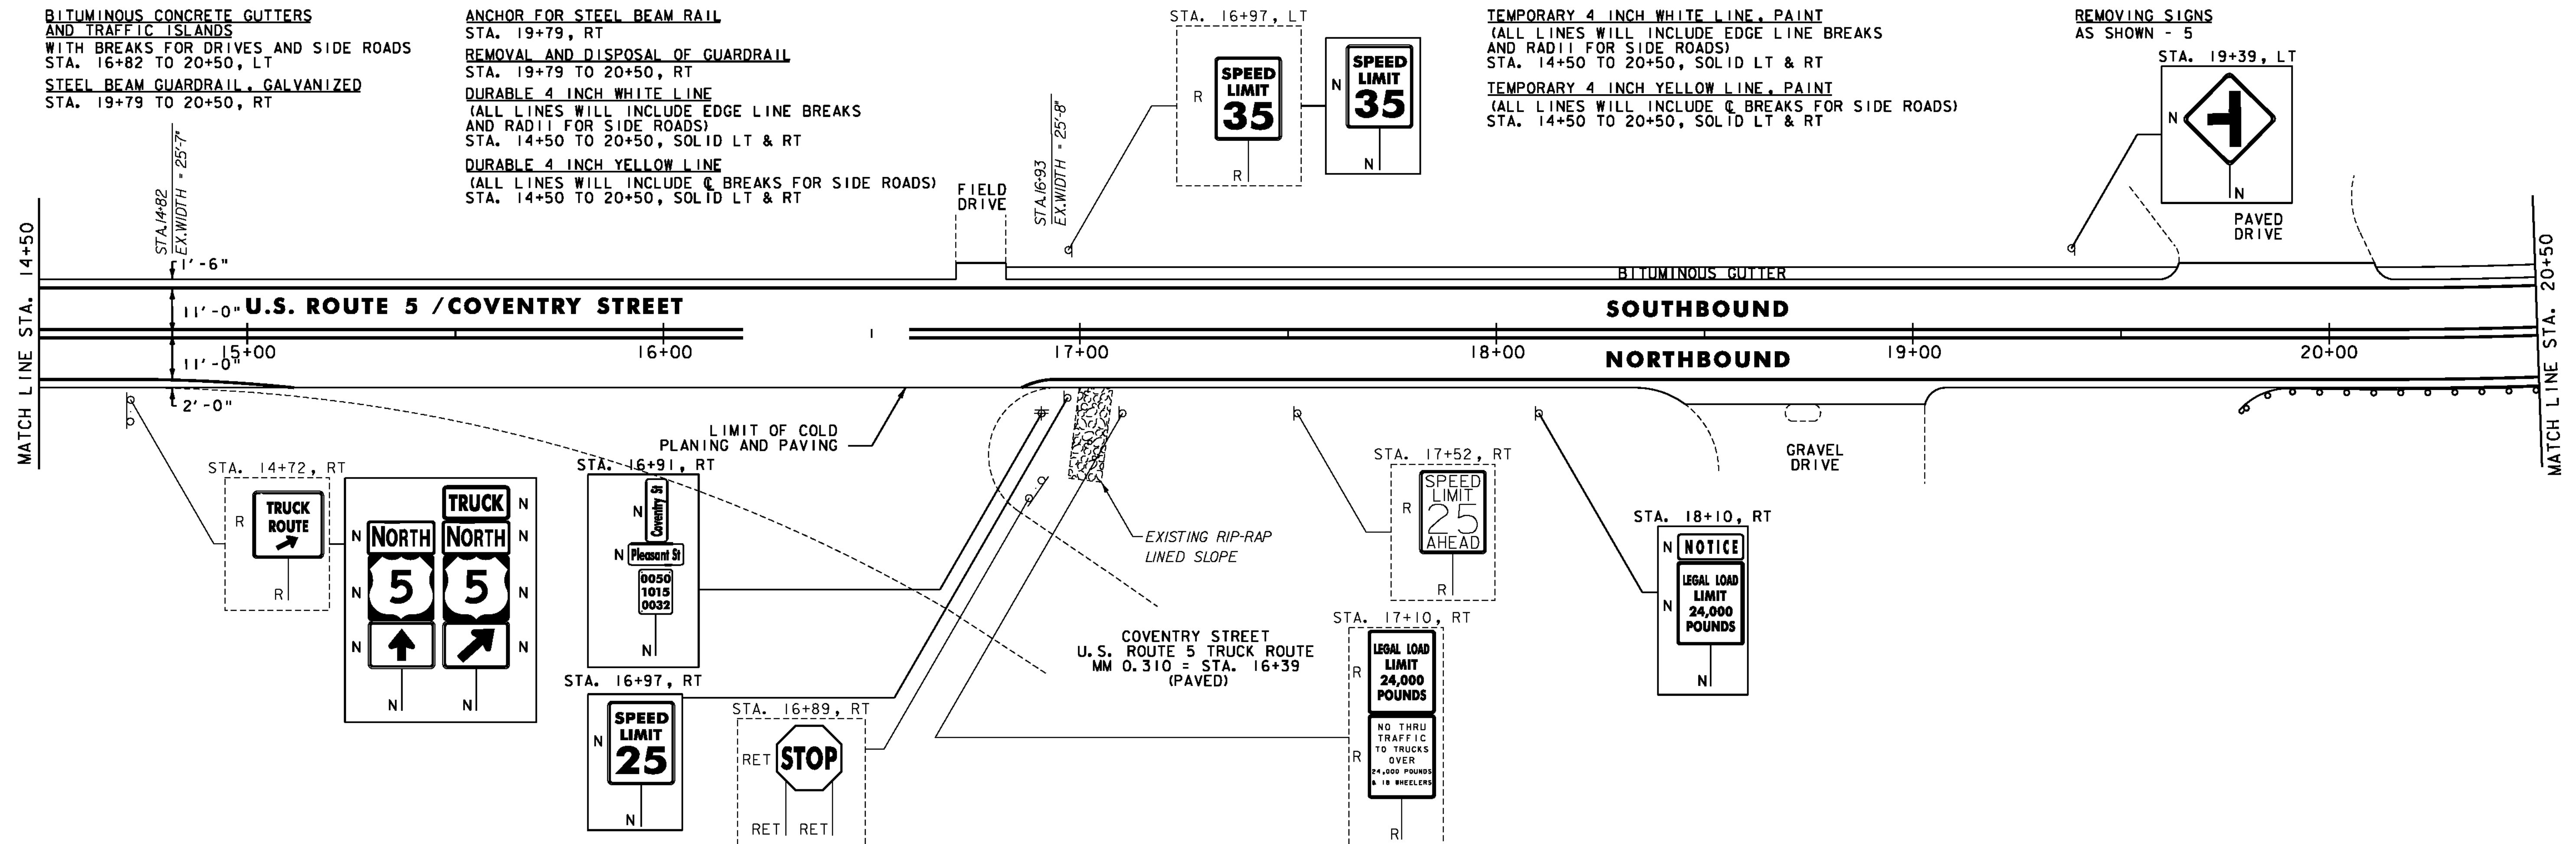 BITUMINOUS CONCRETE GUTTERS
AND TRAFFIC ISLANDS
WITH BREAKS FOR DRIVES AND SIDE ROADS
STA. 16+82 TO 20+50, LT
STEEL BEAM GUARDRAIL, GALVANIZED
STA. 19+79 TO 20+50, RT
ANCHOR FOR STEEL BEAM RAIL
STA. 19+79, RT
REMOVAL AND DISPOSAL OF GUARDRAIL
STA. 19+79 TO 20+50, RT
DURABLE 4 INCH WHITE LINE
(ALL LINES WILL INCLUDE EDGE LINE BREAKS
AND RADII FOR SIDE ROADS)
STA. 14+50 TO 20+50, SOLID LT & RT
DURABLE 4 INCH YELLOW LINE
(ALL LINES WILL INCLUDE ℄ BREAKS FOR SIDE ROADS)
STA. 14+50 TO 20+50, SOLID LT & RT
TEMPORARY 4 INCH WHITE LINE, PAINT
(ALL LINES WILL INCLUDE EDGE LINE BREAKS
AND RADII FOR SIDE ROADS)
STA. 14+50 TO 20+50, SOLID LT & RT
TEMPORARY 4 INCH YELLOW LINE, PAINT
(ALL LINES WILL INCLUDE ℄ BREAKS FOR SIDE ROADS)
STA. 14+50 TO 20+50, SOLID LT & RT
REMOVING SIGNS
AS SHOWN - 5
STA. 16+97, LT
R
SPEED
LIMIT
35
R
N
SPEED
LIMIT
35
N
STA. 19+39, LT
N
N
STA.14+82
EX.WIDTH = 25'-7"
STA.16+93
EX.WIDTH = 25'-8"
FIELD
DRIVE
PAVED
DRIVE
MATCH LINE STA. 14+50
MATCH LINE STA. 20+50
1'-6"
BITUMINOUS GUTTER
11'-0"
U.S. ROUTE 5 /COVENTRY STREET
SOUTHBOUND
15+00
16+00
17+00
18+00
19+00
20+00
11'-0"
NORTHBOUND
2'-0"
LIMIT OF COLD
PLANING AND PAVING
GRAVEL
DRIVE
EXISTING RIP-RAP
LINED SLOPE
COVENTRY STREET
U.S. ROUTE 5 TRUCK ROUTE
MM 0.310 = STA. 16+39
(PAVED)
STA. 14+72, RT
R
TRUCK
ROUTE
R
TRUCK N
N NORTH NORTH N
N 5 5 N
N N
N N
STA. 16+91, RT
N
Coventry St
N Pleasant St
0050
1015
0032
N
STA. 16+97, RT
N
SPEED
LIMIT
25
N
STA. 16+89, RT
RET STOP
RET RET
STA. 17+52, RT
R
SPEED
LIMIT
25
AHEAD
R
STA. 17+10, RT
R
LEGAL LOAD
LIMIT
24,000
POUNDS
R
NO THRU
TRAFFIC
TO TRUCKS
OVER
24,000 POUNDS
& 18 WHEELERS
R
STA. 18+10, RT
N NOTICE
N
LEGAL LOAD
LIMIT
24,000
POUNDS
N